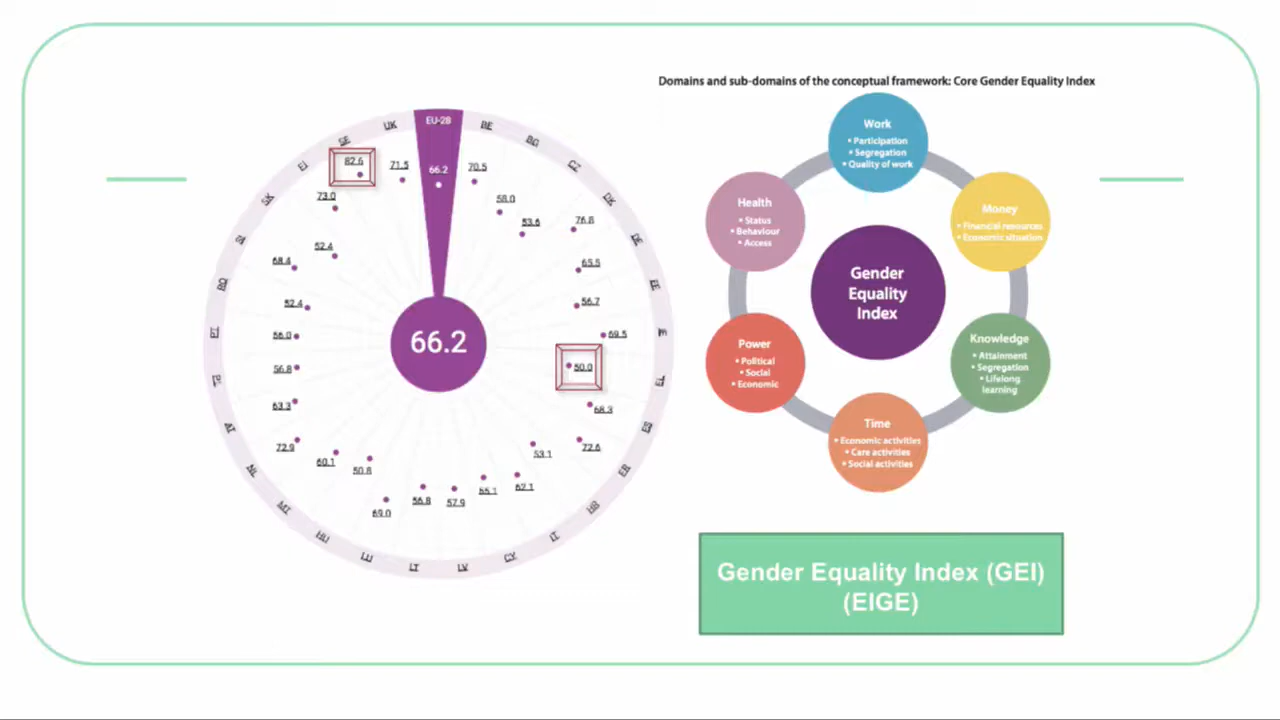 Domains and sub-domains of the conceptual framework: Core Gender Equality Index
EU-28
66.2
66.2
BE
70.5
BG
58.0
CZ
53.6
DK
76.8
DE
65.5
EE
56.7
IE
69.5
EL
50.0
ES
68.3
FR
72.6
HR
53.1
IT
62.1
CY
55.1
LV
57.9
LT
56.8
LU
69.0
HU
50.8
MT
60.1
NL
72.9
AT
63.3
PL
56.8
PT
56.0
RO
52.4
SI
68.4
SK
52.4
FI
73.0
SE
82.6
UK
71.5
Work
• Participation
• Segregation
• Quality of work
Money
• Financial resources
• Economic situation
Knowledge
• Attainment
• Segregation
• Lifelong
learning
Time
• Economic activities
• Care activities
• Social activities
Power
• Political
• Social
• Economic
Health
• Status
• Behaviour
• Access
Gender
Equality
Index
Gender Equality Index (GEI)
(EIGE)